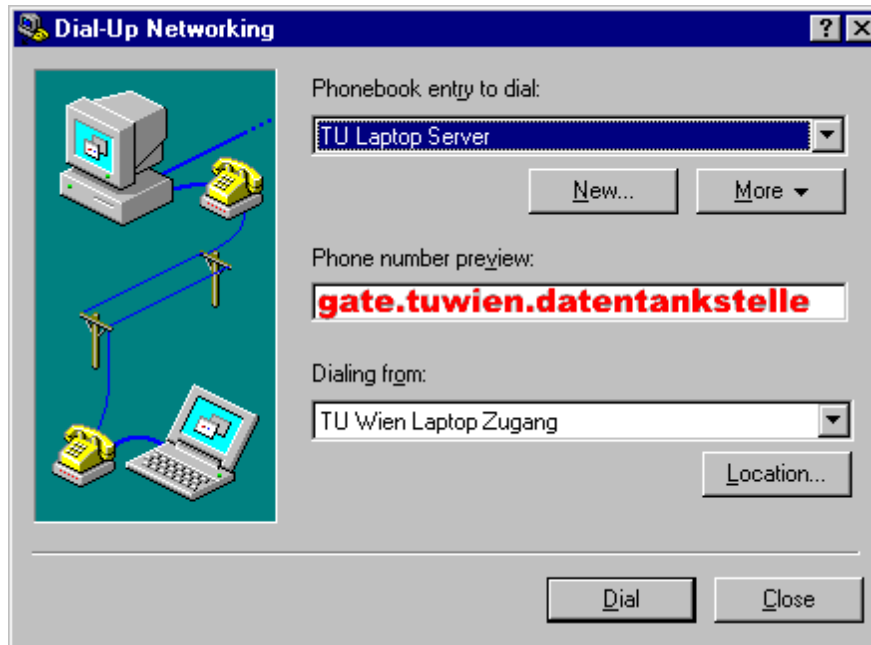 Dial-Up Networking
Phonebook entry to dial:
TU Laptop Server
New... More
Phone number preview:
gate.tuwien.datentankstelle
Dialing from:
TU Wien Laptop Zugang
Location...
Dial Close